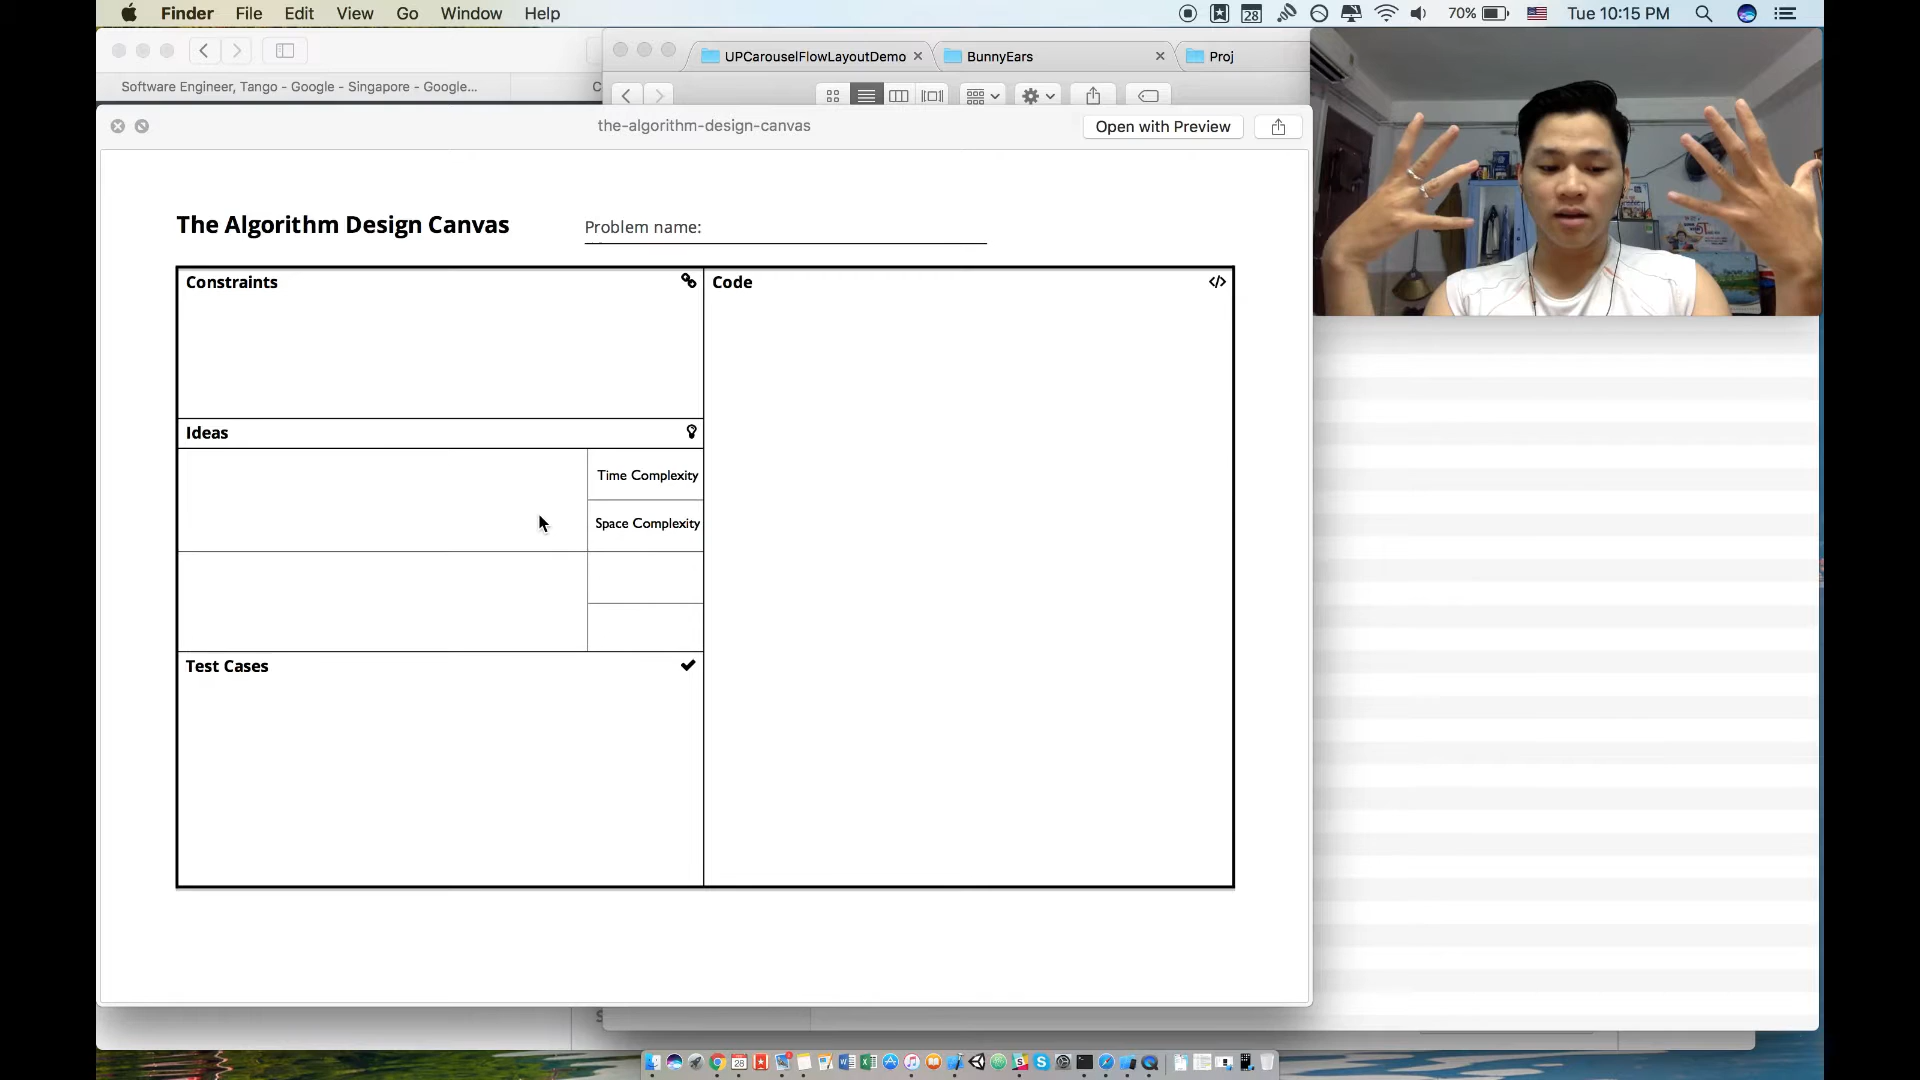 Finder File Edit View Go Window Help
28
70%
Tue 10:15 PM
UPCarouselFlowLayoutDemo
BunnyEars
Proj
Software Engineer, Tango - Google - Singapore - Google...
C
the-algorithm-design-canvas
Open with Preview
The Algorithm Design Canvas
Problem name:
Constraints
Code
</>
Ideas
Time Complexity
Space Complexity
Test Cases